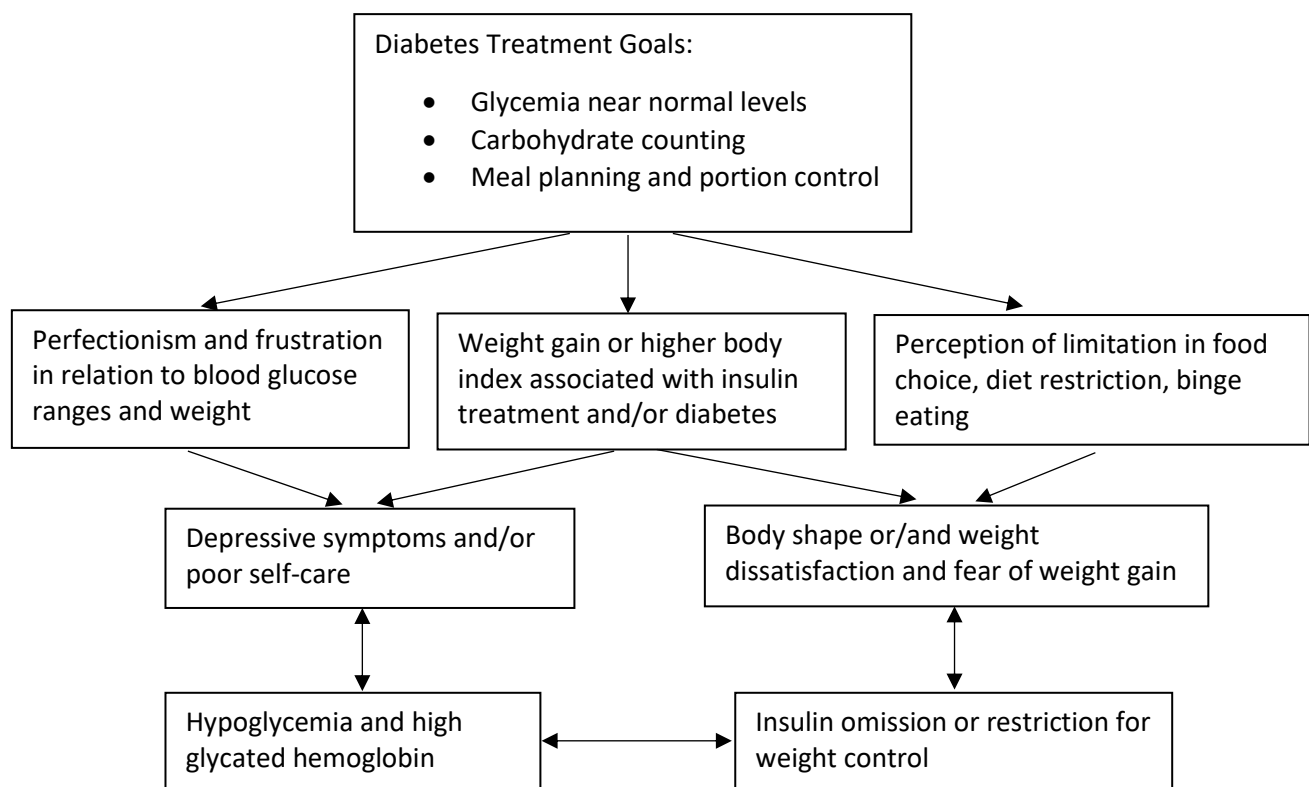 Diabetes Treatment Goals:
• Glycemia near normal levels
• Carbohydrate counting
• Meal planning and portion control
Perfectionism and frustration
in relation to blood glucose
ranges and weight
Weight gain or higher body
index associated with insulin
treatment and/or diabetes
Perception of limitation in food
choice, diet restriction, binge
eating
Depressive symptoms and/or
poor self-care
Body shape or/and weight
dissatisfaction and fear of weight gain
Hypoglycemia and high
glycated hemoglobin
Insulin omission or restriction for
weight control